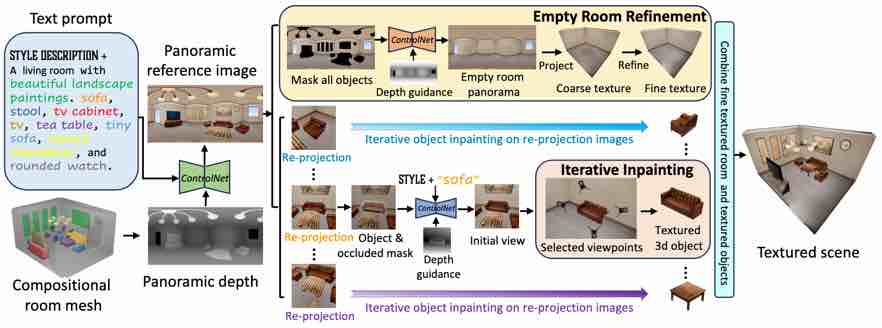 Text prompt
STYLE DESCRIPTION +
A living room with
beautiful landscape
paintings. sofa,
stool, tv cabinet,
tv, tea table, tiny
sofa,
and
rounded watch.
Compositional
room mesh
Panoramic
reference image
ControlNet
Panoramic depth
Empty Room Refinement
Mask all objects
ControlNet
Depth guidance
Empty room
panorama
Project
Coarse texture
Refine
Fine texture
Re-projection
Iterative object inpainting on re-projection images
Re-projection
Object &
occluded mask
STYLE + "sofa"
ControlNet
Depth
guidance
Initial view
Iterative Inpainting
Selected viewpoints
Textured
3d object
Re-projection
Iterative object inpainting on re-projection images
Combine fine textured room and textured objects
Textured scene